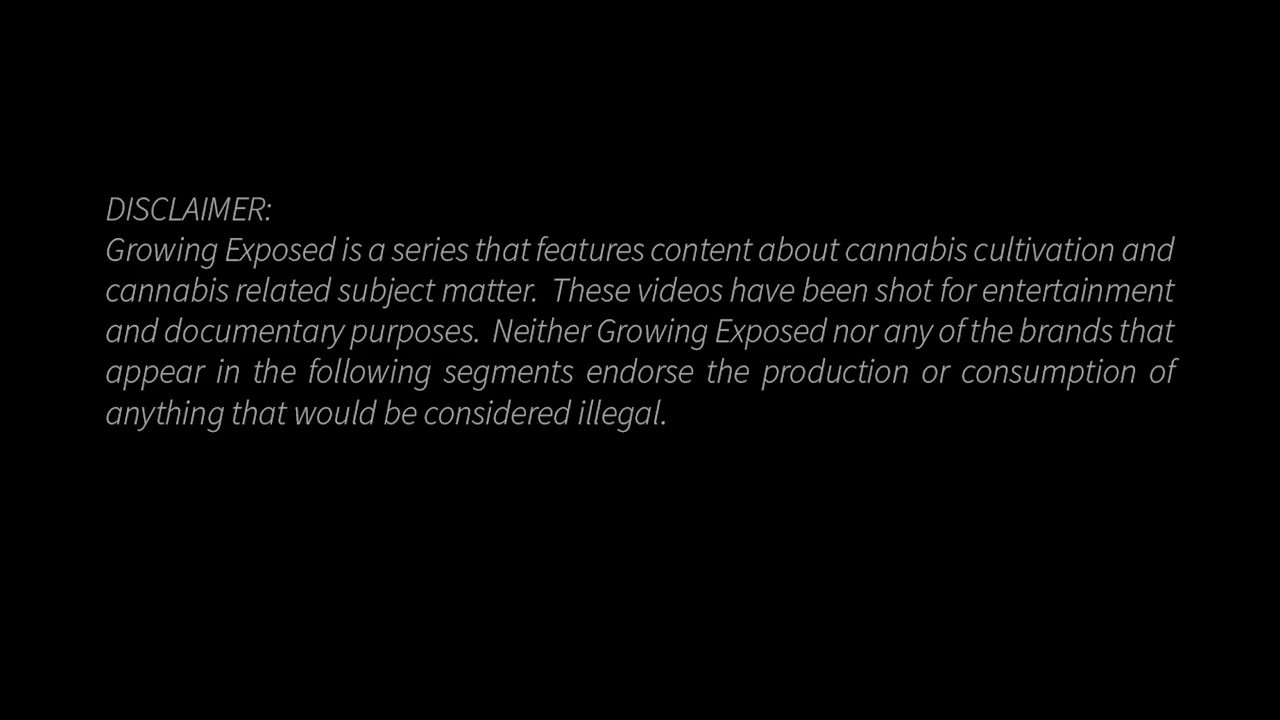 DISCLAIMER:
Growing Exposed is a series that features content about cannabis cultivation and
cannabis related subject matter.  These videos have been shot for entertainment
and documentary purposes.  Neither Growing Exposed nor any of the brands that
appear in the following segments endorse the production or consumption of
anything that would be considered illegal.